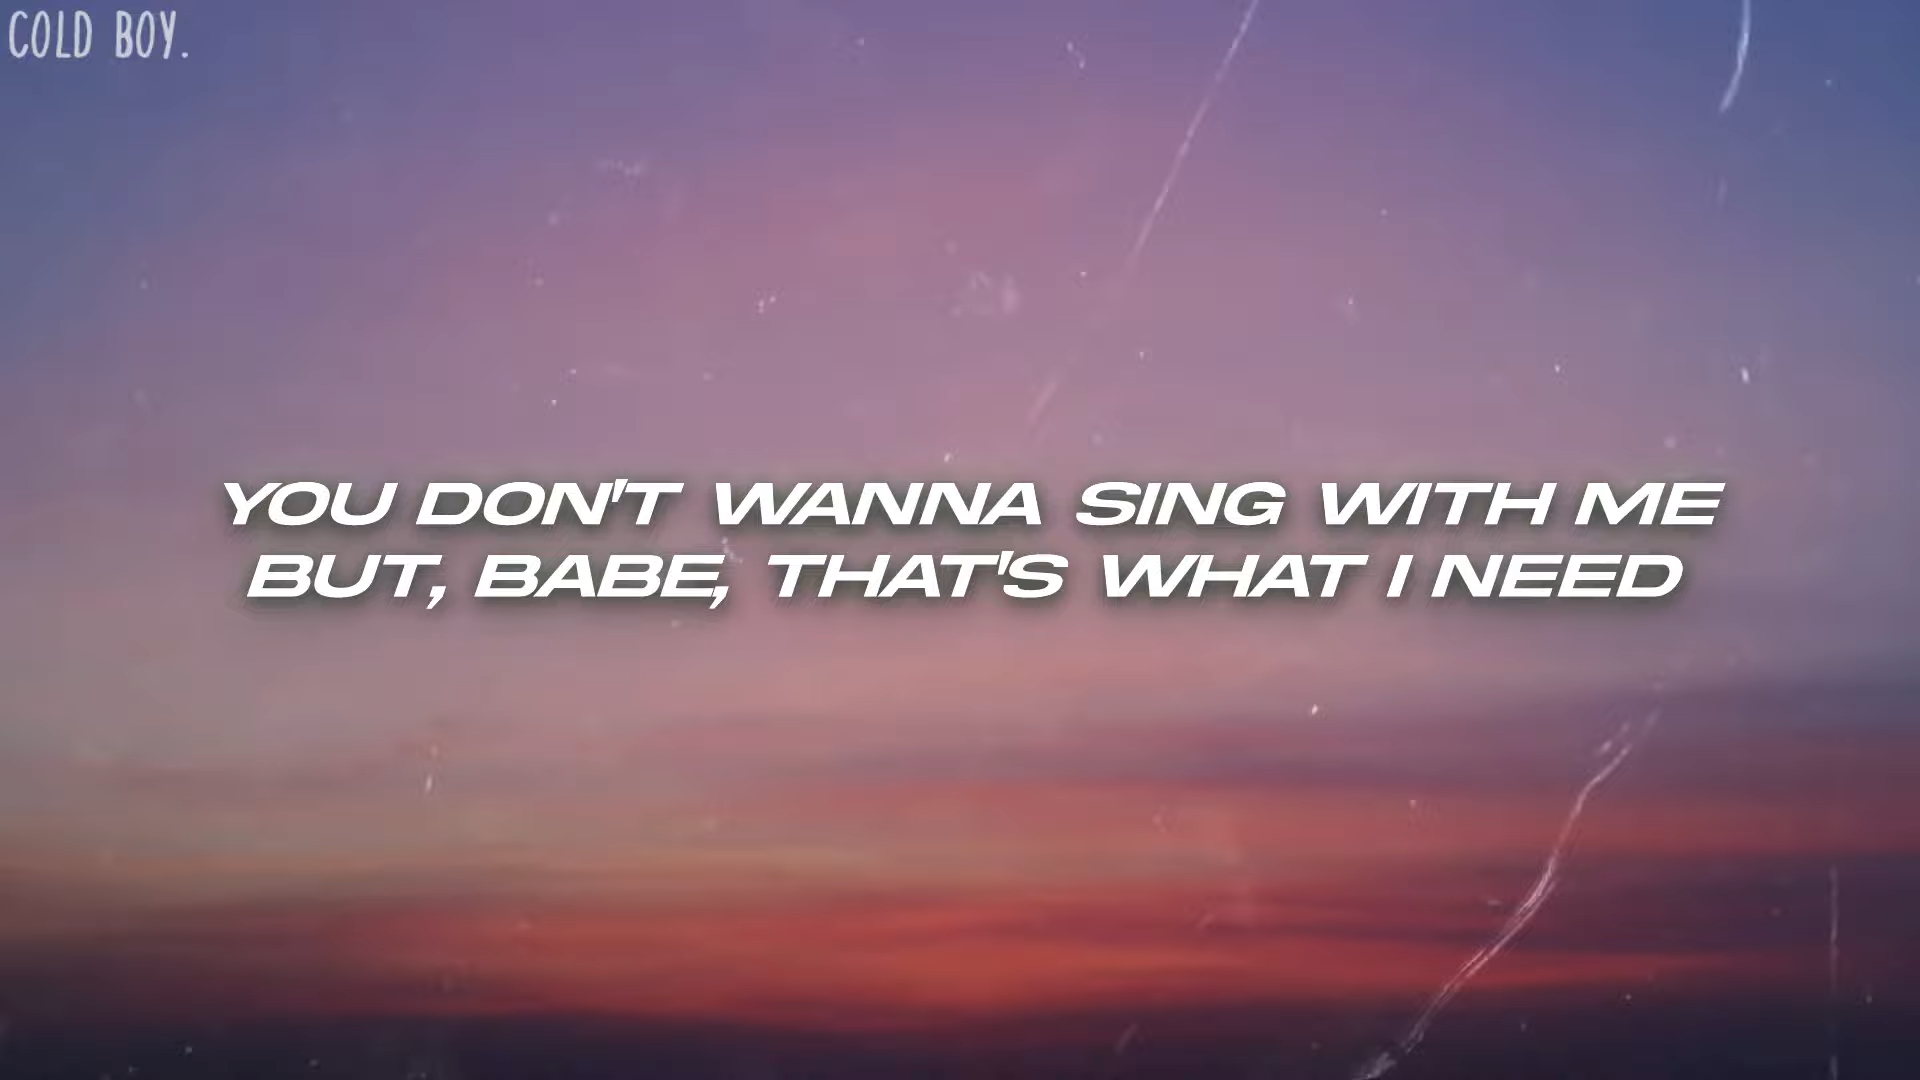 COLD BOY.
YOU DON'T WANNA SING WITH ME
BUT, BABE, THAT'S WHAT I NEED